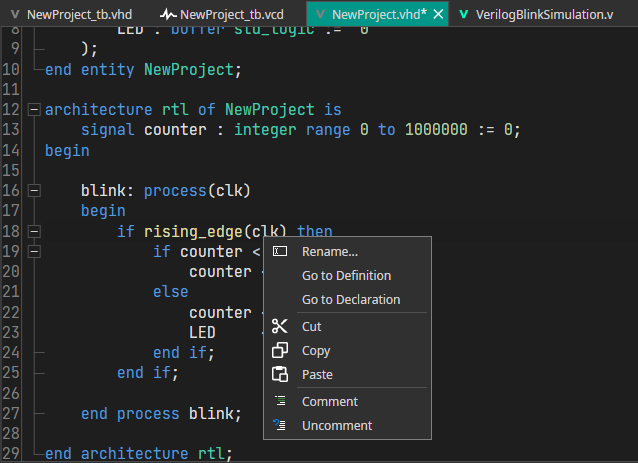 NewProject_tb.vhd NewProject_tb.vcd NewProject.vhd* VerilogBlinkSimulation.v
8 LED : buffer std_logic := '0'
9 );
10 end entity NewProject;
11
12 architecture rtl of NewProject is
13 signal counter : integer range 0 to 1000000 := 0;
14 begin
15
16 blink: process(clk)
17 begin
18 if rising_edge(clk) then
19 if counter <
20 counter <
21 else
22 counter <
23 LED <
24 end if;
25 end if;
26
27 end process blink;
28
29 end architecture rtl;
Rename...
Go to Definition
Go to Declaration
Cut
Copy
Paste
Comment
Uncomment